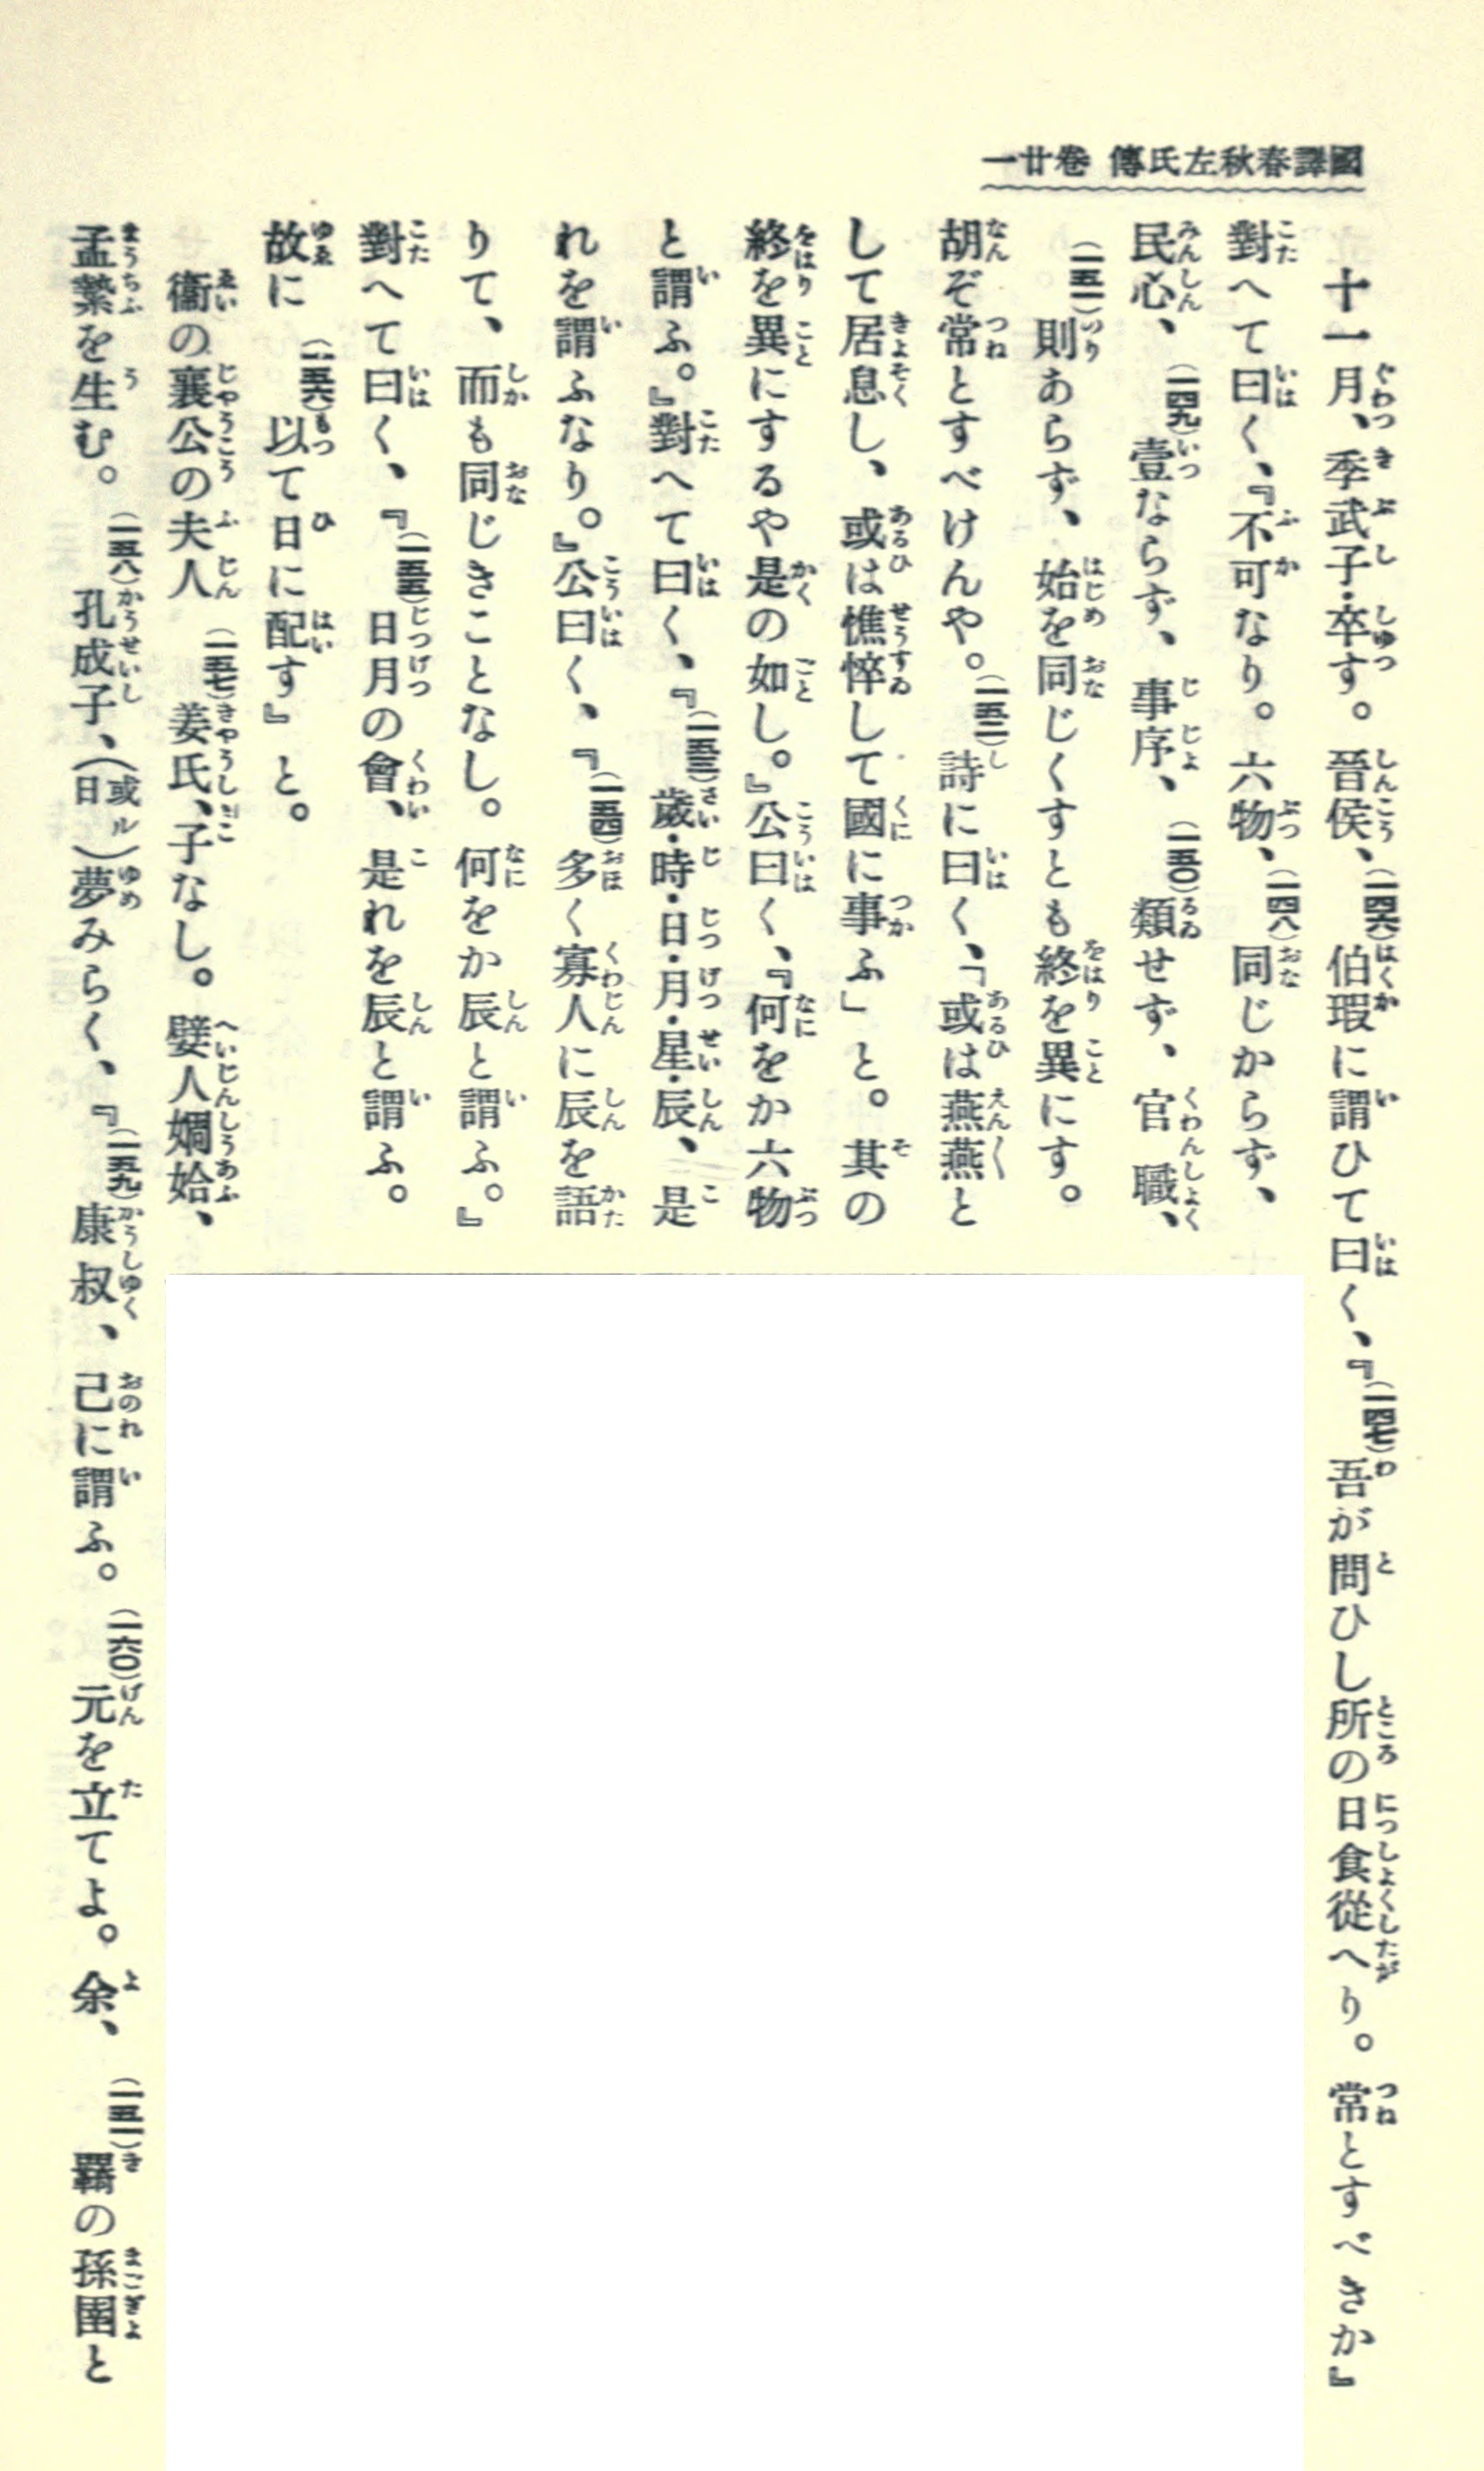 國譯春秋左氏傳 卷廿一
十一月、季武子・卒す。晉侯、(一四六)伯瑕に謂ひて曰く、『(一四七)吾が問ひし所の日食從へり。常とすべきか』
對へて曰く、『不可なり。六物、(一四八)同じからず、
民心、(一四九)壹ならず、事序、(一五〇)類せず、官職、
(一五一)則あらず、始を同じくすとも終を異にす。
胡ぞ常とすべけんや。(一五二)詩に曰く、「或は燕燕と
して居息し、或は憔悴して國に事ふ」と。其の
終を異にするや是の如し。』公曰く、『何をか六物
と謂ふ。』對へて曰く、『(一五三)歲・時・日・月・星・辰、是
れを謂ふなり。』公曰く、『(一五四)多く寡人に辰を語
りて、而も同じきことなし。何をか辰と謂ふ。』
對へて曰く、『(一五五)日月の會、是れを辰と謂ふ。
故に(一五六)以て日に配す』と。
衞の襄公の夫人(一五七)姜氏、子なし。嬖人婤姶、
孟縶を生む。(一五八)孔成子、(或ル日)夢みらく、『(一五九)康叔、己に謂ふ。(一六〇)元を立てよ。余、(一五一)羈の孫圉と